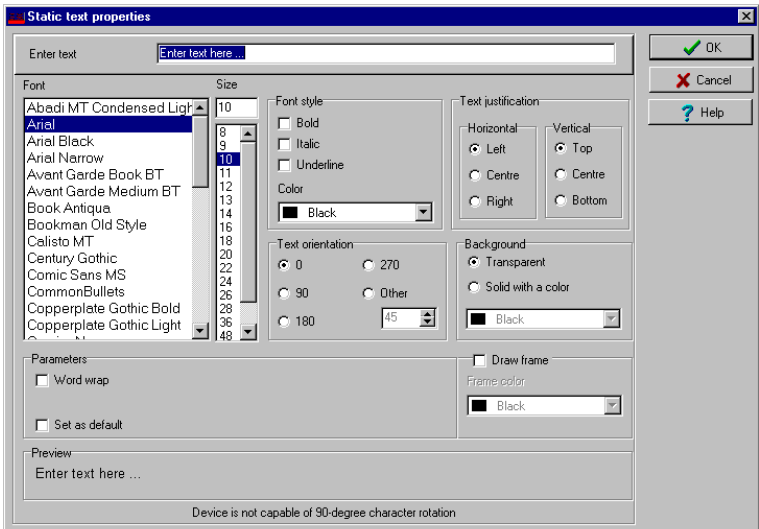 Static text properties
Enter text
Enter text here ...
OK
Cancel
Help
Font
Abadi MT Condensed Ligh
Arial
Arial Black
Arial Narrow
Avant Garde Book BT
Avant Garde Medium BT
Book Antiqua
Bookman Old Style
Calisto MT
Century Gothic
Comic Sans MS
CommonBullets
Copperplate Gothic Bold
Copperplate Gothic Light
Size
10
8
9
10
11
12
13
14
16
18
20
22
24
26
28
36
48
Font style
Bold
Italic
Underline
Color
Black
Text justification
Horizontal
Left
Centre
Right
Vertical
Top
Centre
Bottom
Text orientation
0
90
180
270
Other
45
Background
Transparent
Solid with a color
Black
Parameters
Word wrap
Set as default
Draw frame
Frame color
Black
Preview
Enter text here ...
Device is not capable of 90-degree character rotation